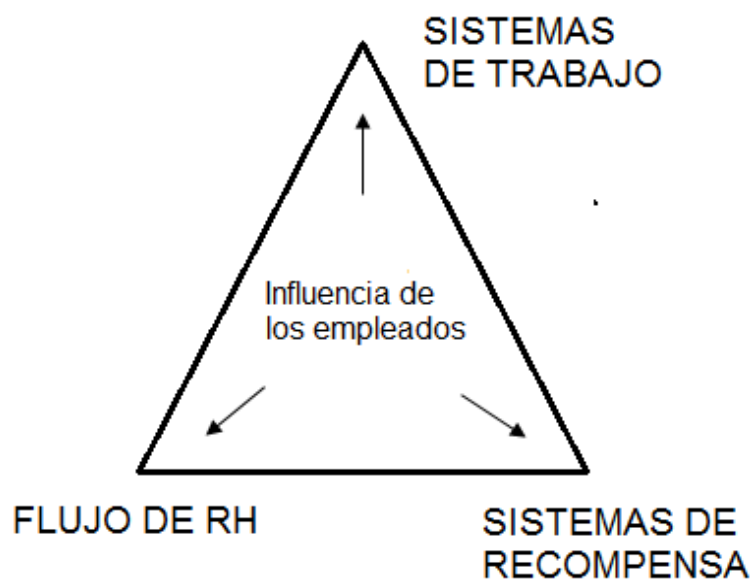 SISTEMAS
DE TRABAJO
Influencia de
los empleados
FLUJO DE RH
SISTEMAS DE
RECOMPENSA